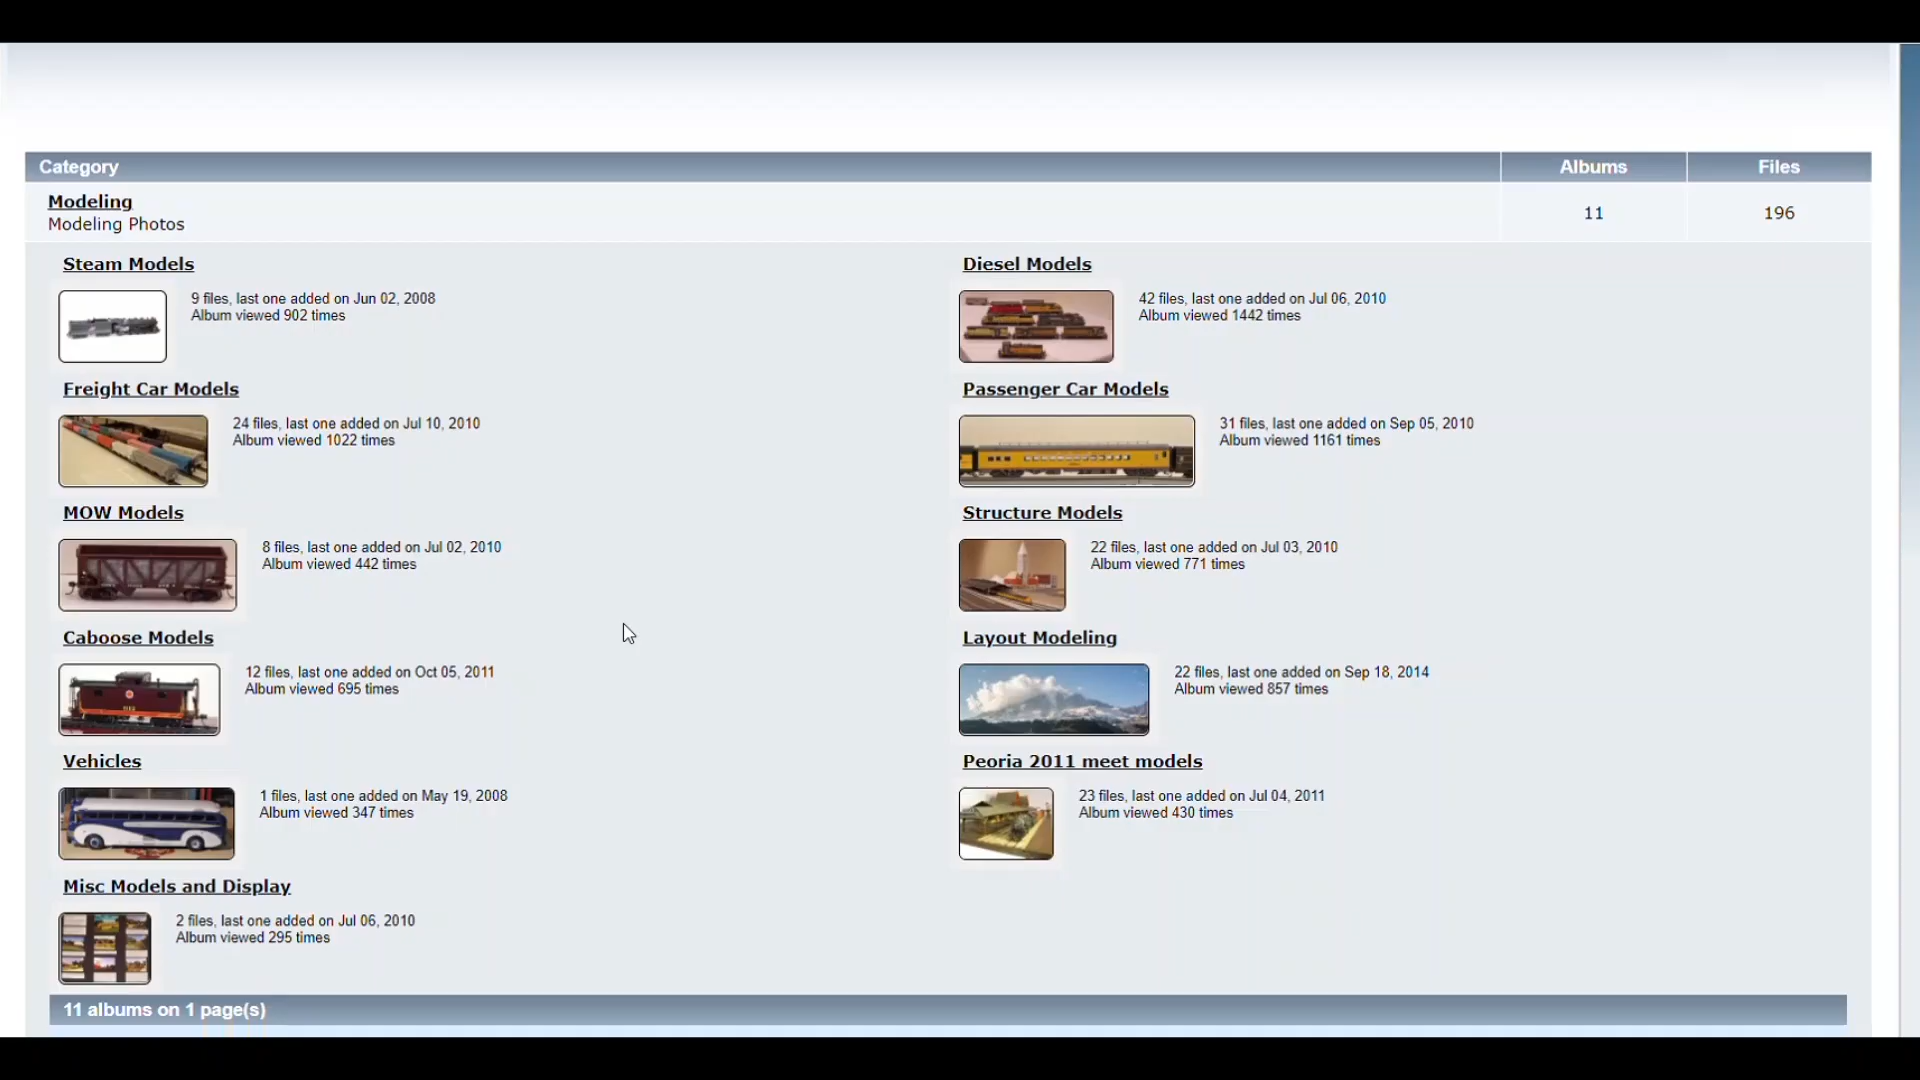 Category Albums Files
Modeling
Modeling Photos
11 196
Steam Models
9 files, last one added on Jun 02, 2008
Album viewed 902 times
Diesel Models
42 files, last one added on Jul 06, 2010
Album viewed 1442 times
Freight Car Models
24 files, last one added on Jul 10, 2010
Album viewed 1022 times
Passenger Car Models
31 files, last one added on Sep 05, 2010
Album viewed 1161 times
MOW Models
8 files, last one added on Jul 02, 2010
Album viewed 442 times
Structure Models
22 files, last one added on Jul 03, 2010
Album viewed 771 times
Caboose Models
12 files, last one added on Oct 05, 2011
Album viewed 695 times
Layout Modeling
22 files, last one added on Sep 18, 2014
Album viewed 857 times
Vehicles
1 files, last one added on May 19, 2008
Album viewed 347 times
Peoria 2011 meet models
23 files, last one added on Jul 04, 2011
Album viewed 430 times
Misc Models and Display
2 files, last one added on Jul 06, 2010
Album viewed 295 times
11 albums on 1 page(s)